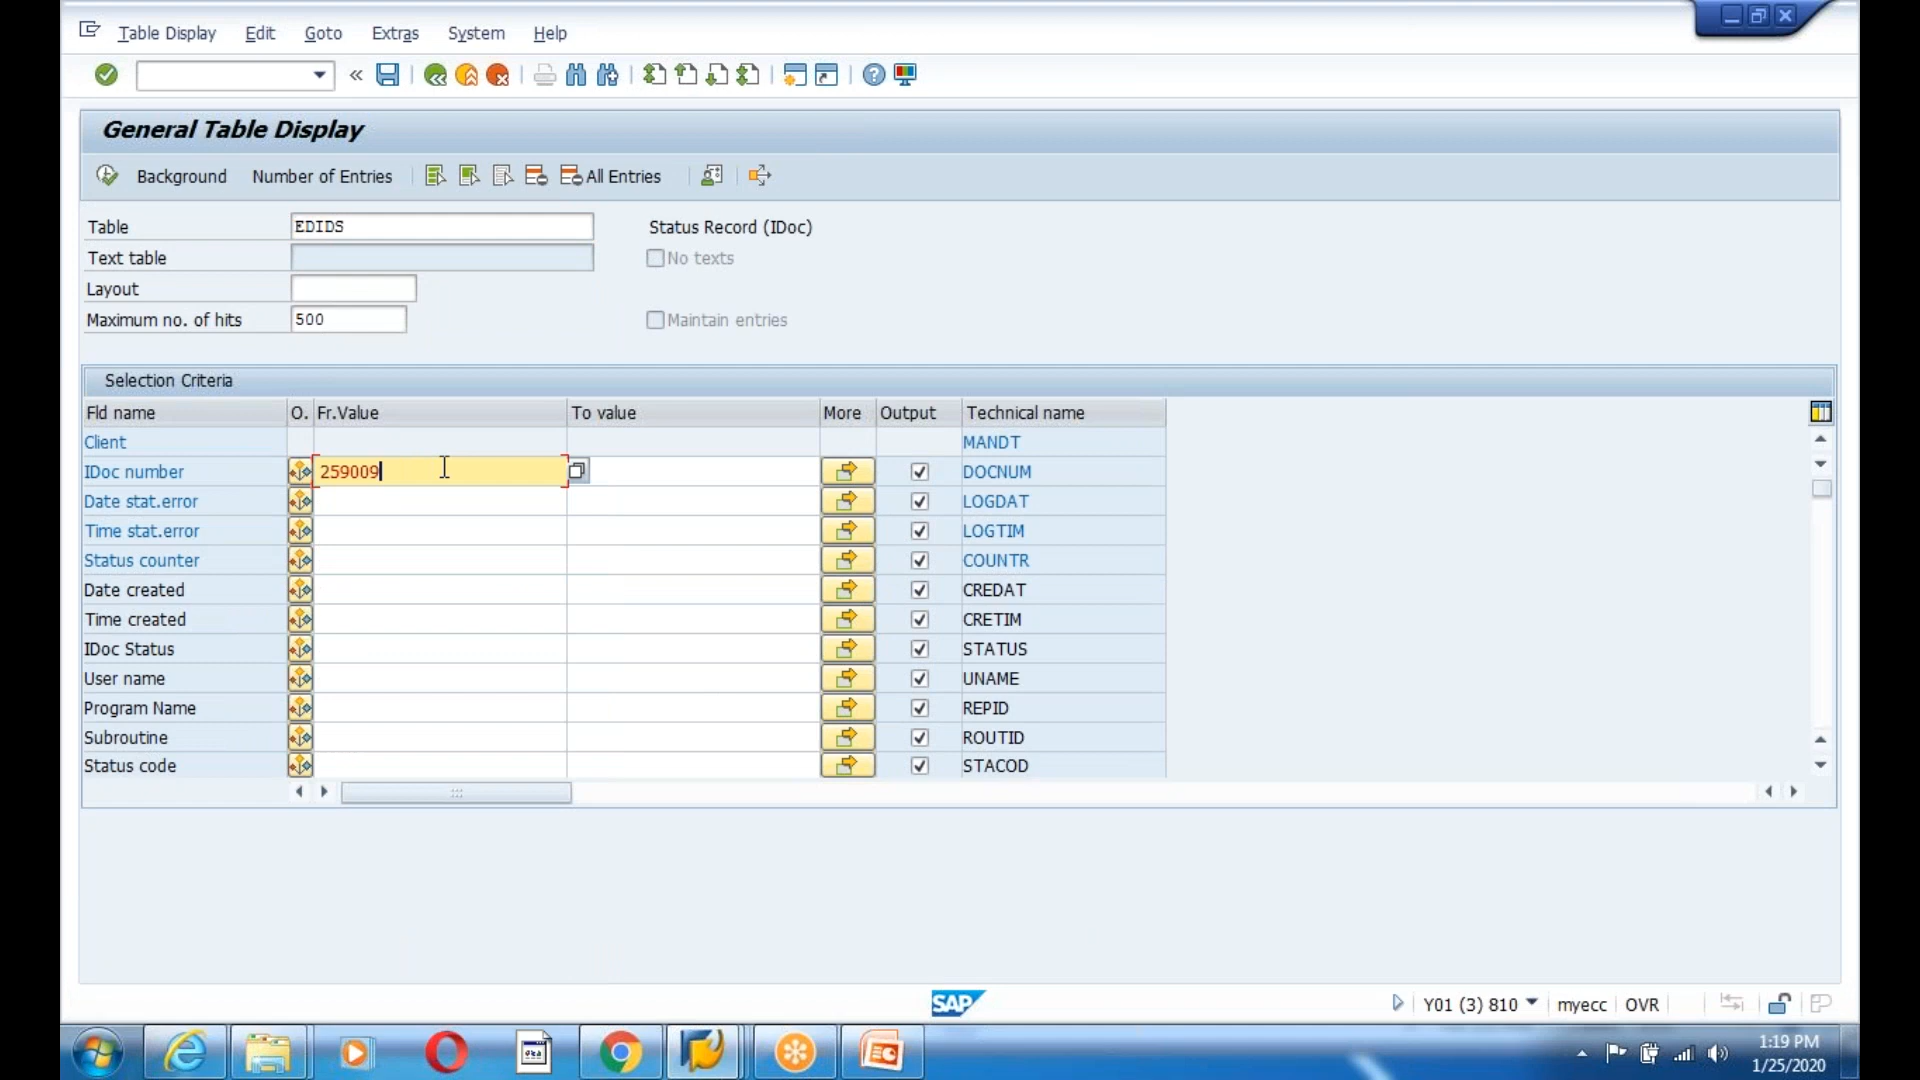 Table Display Edit Goto Extras System Help
General Table Display
Background Number of Entries All Entries
Table EDIDS Status Record (IDoc)
Text table No texts
Layout
Maximum no. of hits 500 Maintain entries
Selection Criteria
Fld name O. Fr.Value To value More Output Technical name
Client MANDT
IDoc number 259009 DOCNUM
Date stat.error LOGDAT
Time stat.error LOGTIM
Status counter COUNTR
Date created CREDAT
Time created CRETIM
IDoc Status STATUS
User name UNAME
Program Name REPID
Subroutine ROUTID
Status code STACOD
SAP Y01 (3) 810 myecc OVR
1:19 PM
1/25/2020